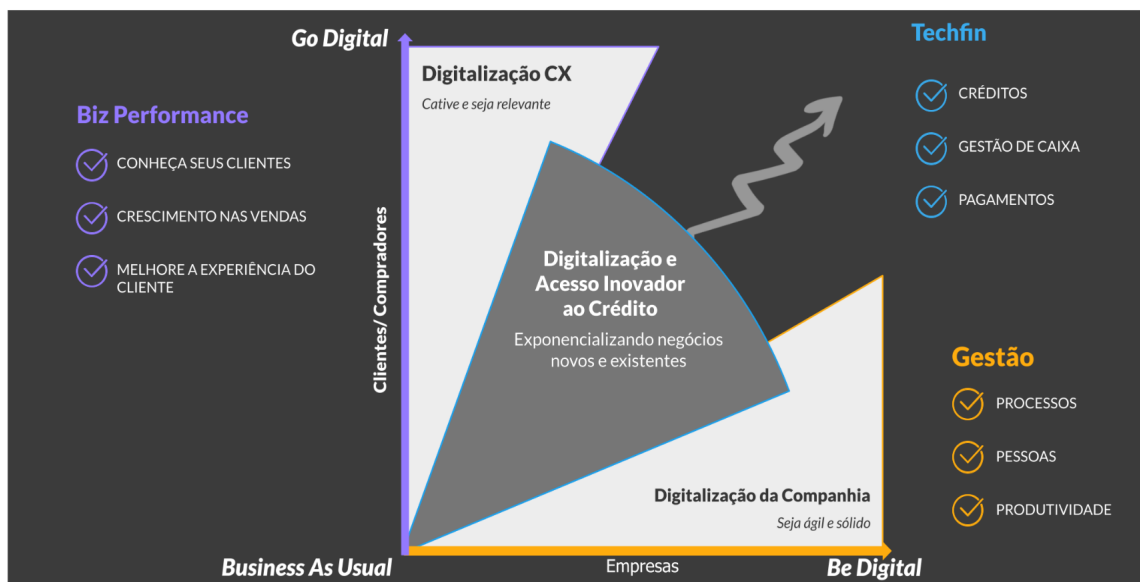 Go Digital
Digitalização CX
Cative e seja relevante
Biz Performance
CONHEÇA SEUS CLIENTES
CRESCIMENTO NAS VENDAS
MELHORE A EXPERIÊNCIA DO
CLIENTE
Clientes/ Compradores
Digitalização e
Acesso Inovador
ao Crédito
Exponencializando negócios
novos e existentes
Techfin
CRÉDITOS
GESTÃO DE CAIXA
PAGAMENTOS
Gestão
PROCESSOS
PESSOAS
PRODUTIVIDADE
Digitalização da Companhia
Seja ágil e sólido
Business As Usual
Empresas
Be Digital